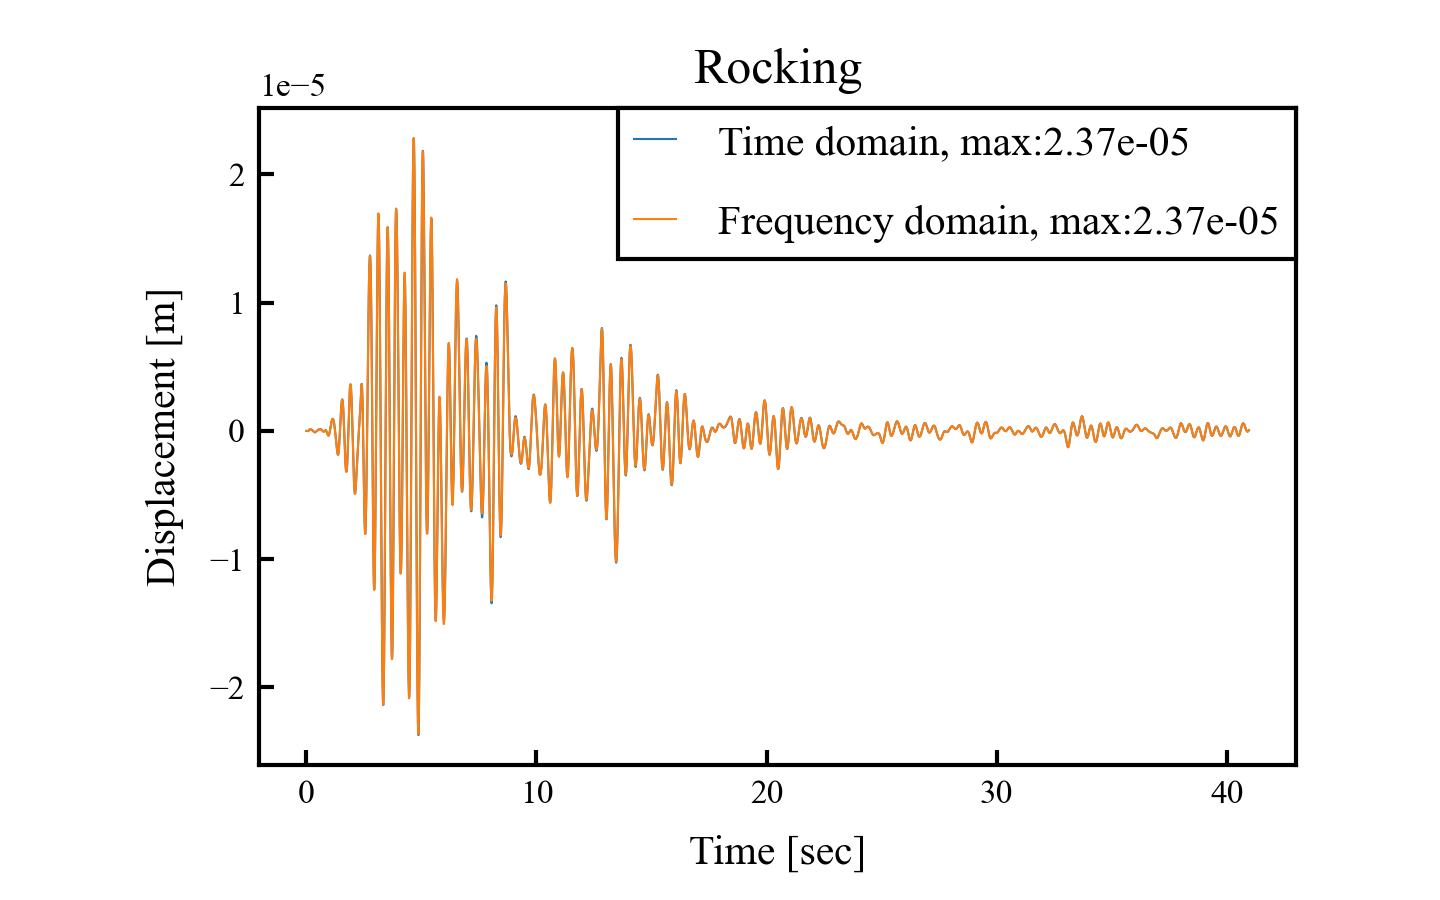 Rocking
1e−5
Time domain, max:2.37e-05
Frequency domain, max:2.37e-05
2
1
0
−1
−2
Displacement [m]
0 10 20 30 40
Time [sec]